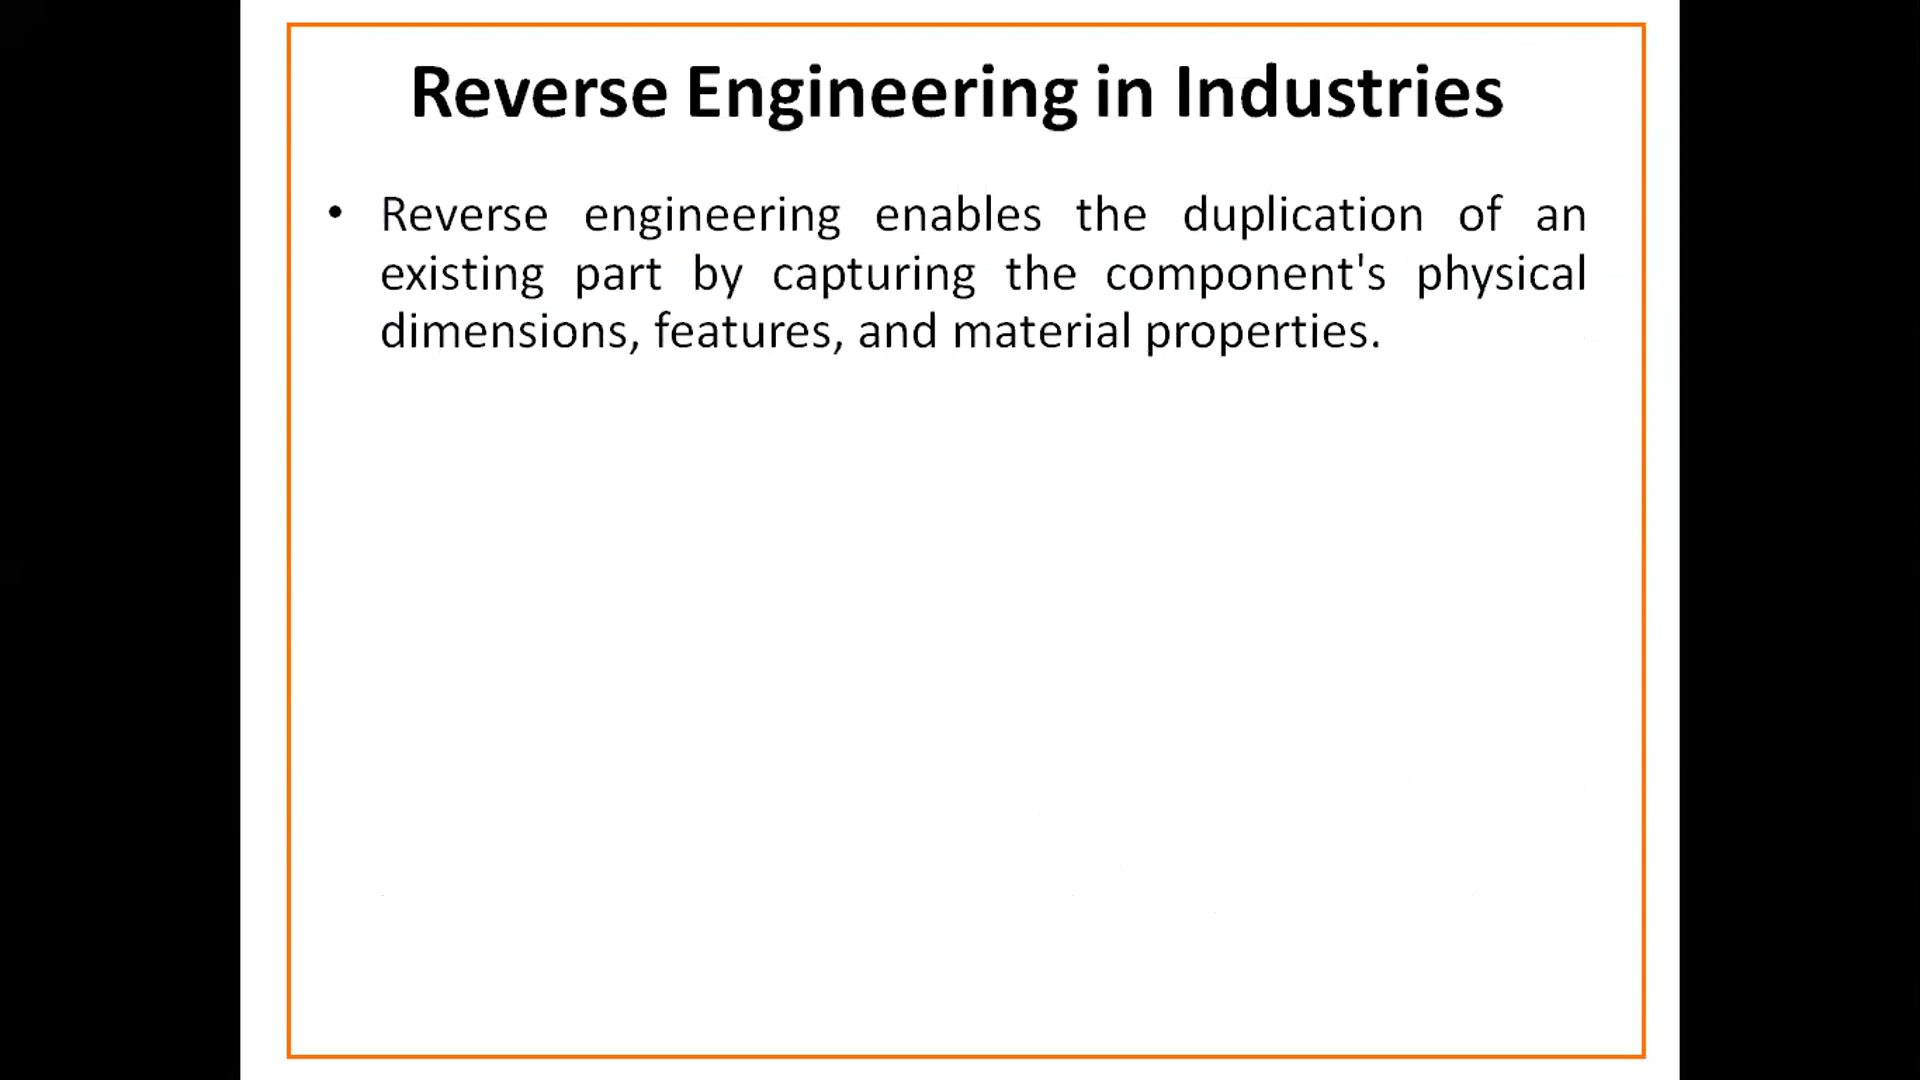 Reverse Engineering in Industries
• Reverse engineering enables the duplication of an
existing part by capturing the component's physical
dimensions, features, and material properties.